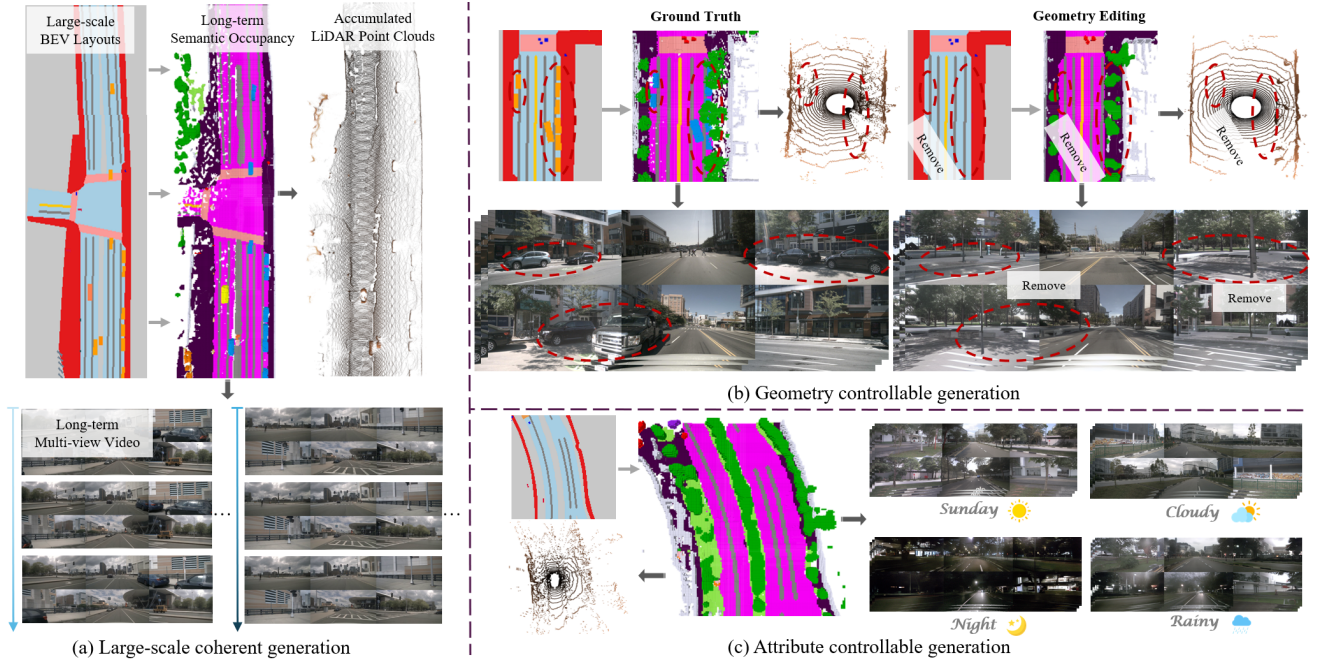 Large-scale
BEV Layouts
Long-term
Semantic Occupancy
Accumulated
LiDAR Point Clouds
Long-term
Multi-view Video
...
...
(a) Large-scale coherent generation
Ground Truth
Geometry Editing
Remove
Remove
Remove
Remove
Remove
(b) Geometry controllable generation
Sunday
Cloudy
Night
Rainy
(c) Attribute controllable generation